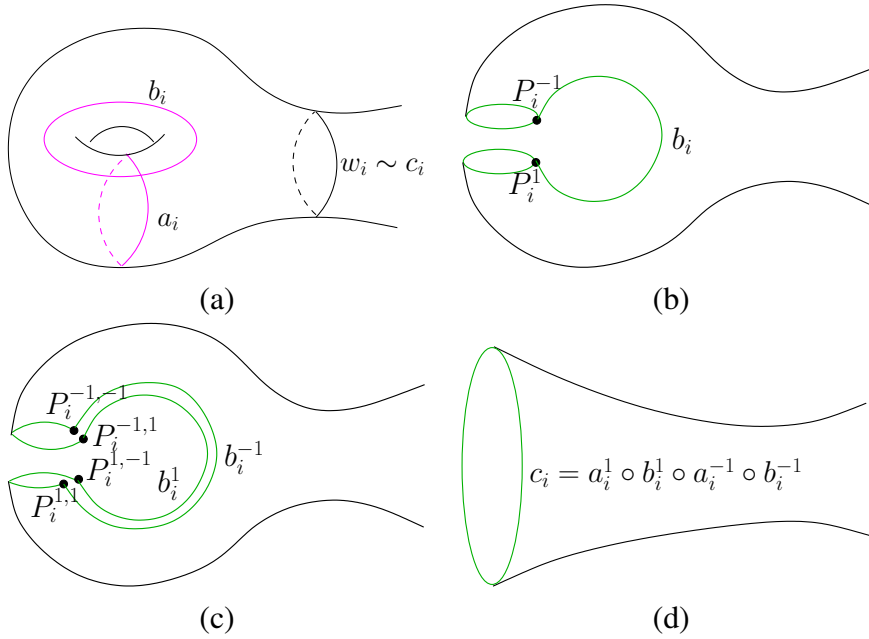 b_i
a_i
w_i ∼ c_i
(a)
P_i^{-1}
P_i^1
b_i
(b)
P_i^{-1,-1}
P_i^{-1,1}
P_i^{1,-1}
P_i^{1,1}
b_i^1
b_i^{-1}
(c)
c_i = a_i^1 ∘ b_i^1 ∘ a_i^{-1} ∘ b_i^{-1}
(d)